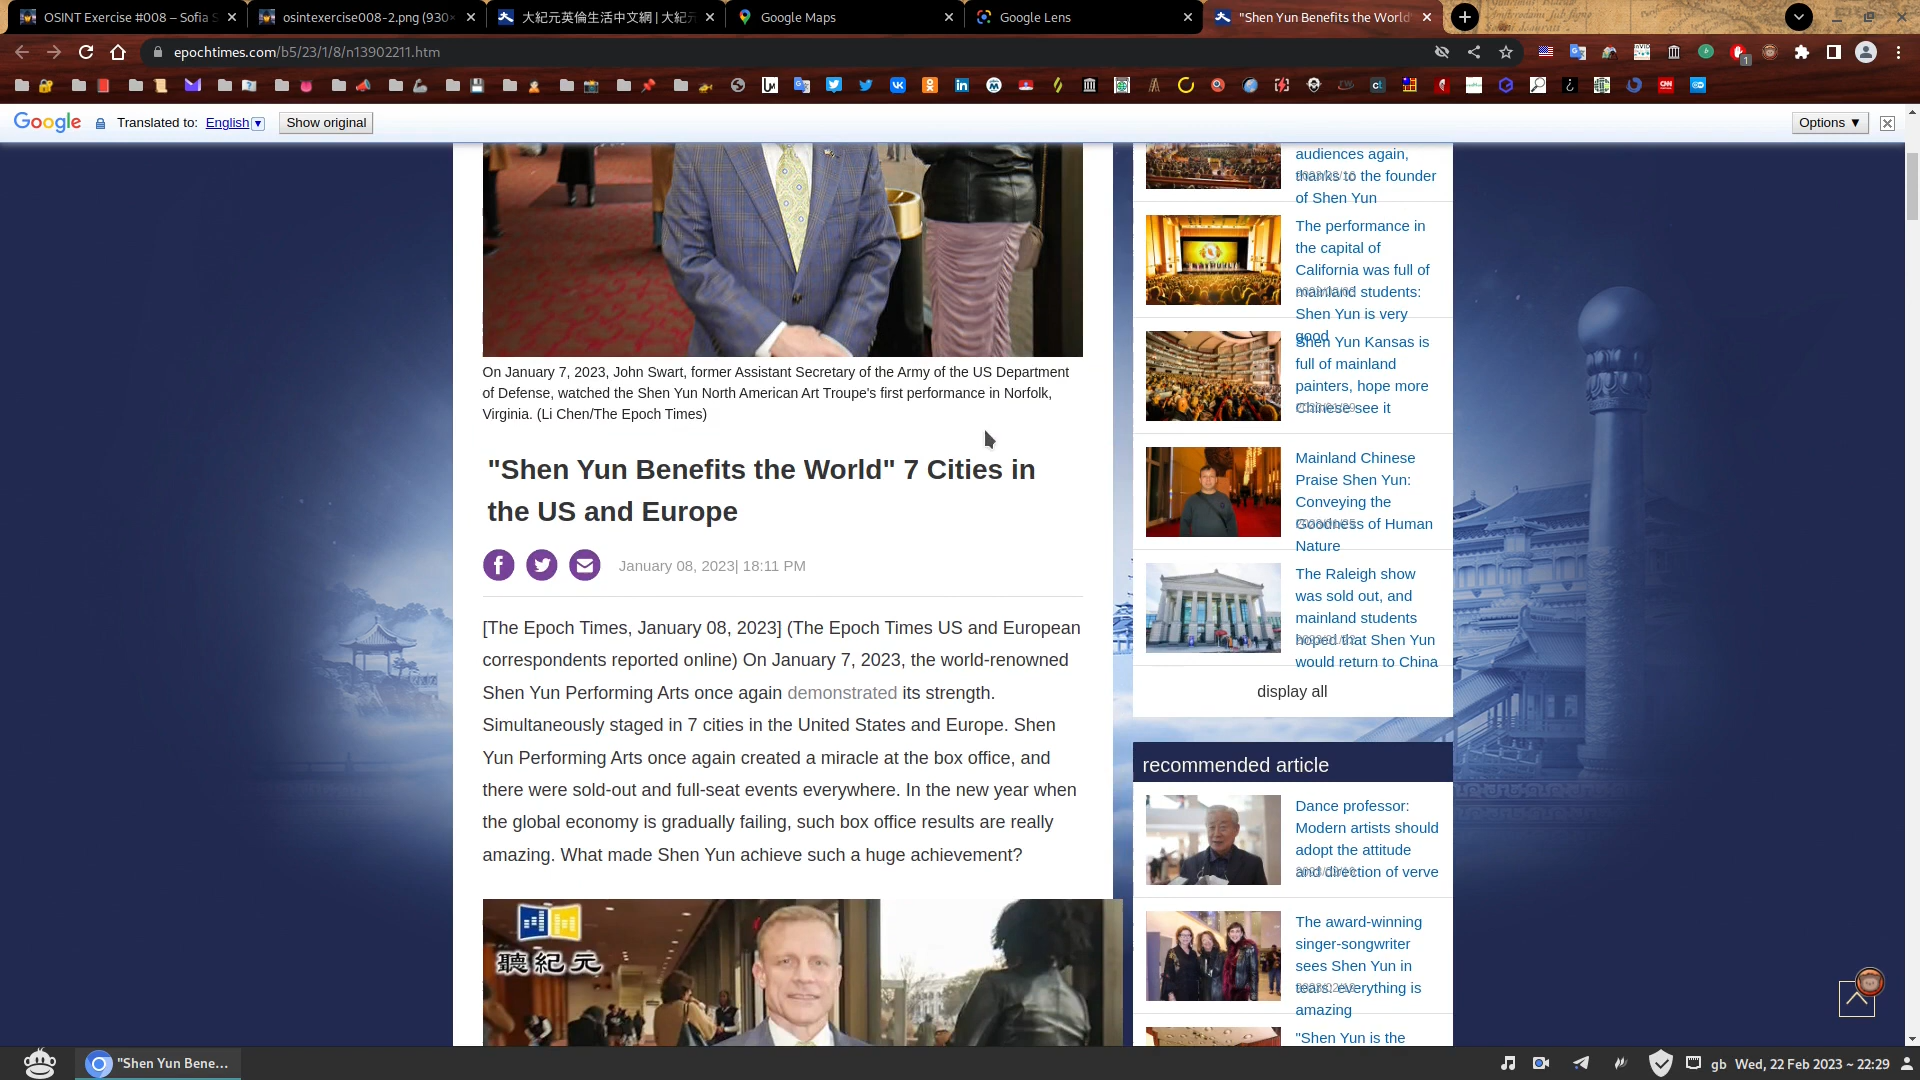 OSINT Exercise #008 – Sofia S
osintexercise008-2.png (930×
大紀元英倫生活中文網 | 大紀元
Google Maps
Google Lens
"Shen Yun Benefits the World"
epochtimes.com/b5/23/1/8/n13902211.htm
Google
Translated to:
English
Show original
Options ▼
On January 7, 2023, John Swart, former Assistant Secretary of the Army of the US Department
of Defense, watched the Shen Yun North American Art Troupe's first performance in Norfolk,
Virginia. (Li Chen/The Epoch Times)
"Shen Yun Benefits the World" 7 Cities in
the US and Europe
January 08, 2023| 18:11 PM
[The Epoch Times, January 08, 2023] (The Epoch Times US and European
correspondents reported online) On January 7, 2023, the world-renowned
Shen Yun Performing Arts once again demonstrated its strength.
Simultaneously staged in 7 cities in the United States and Europe. Shen
Yun Performing Arts once again created a miracle at the box office, and
there were sold-out and full-seat events everywhere. In the new year when
the global economy is gradually failing, such box office results are really
amazing. What made Shen Yun achieve such a huge achievement?
聽紀元
audiences again,
thanks to the founder
of Shen Yun
The performance in
the capital of
California was full of
mainland students:
Shen Yun is very
good
Shen Yun Kansas is
full of mainland
painters, hope more
Chinese see it
Mainland Chinese
Praise Shen Yun:
Conveying the
Goodness of Human
Nature
The Raleigh show
was sold out, and
mainland students
hoped that Shen Yun
would return to China
display all
recommended article
Dance professor:
Modern artists should
adopt the attitude
and direction of verve
The award-winning
singer-songwriter
sees Shen Yun in
tears: everything is
amazing
"Shen Yun is the
"Shen Yun Bene...
gb
Wed, 22 Feb 2023 ~ 22:29